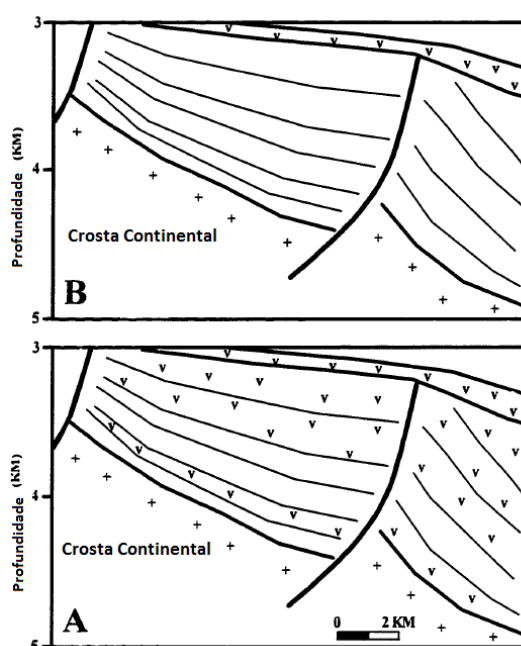 3
4
5
Profundidade (KM)
Crosta Continental
B
3
4
5
Profundidade (KM)
Crosta Continental
A
0 2 KM